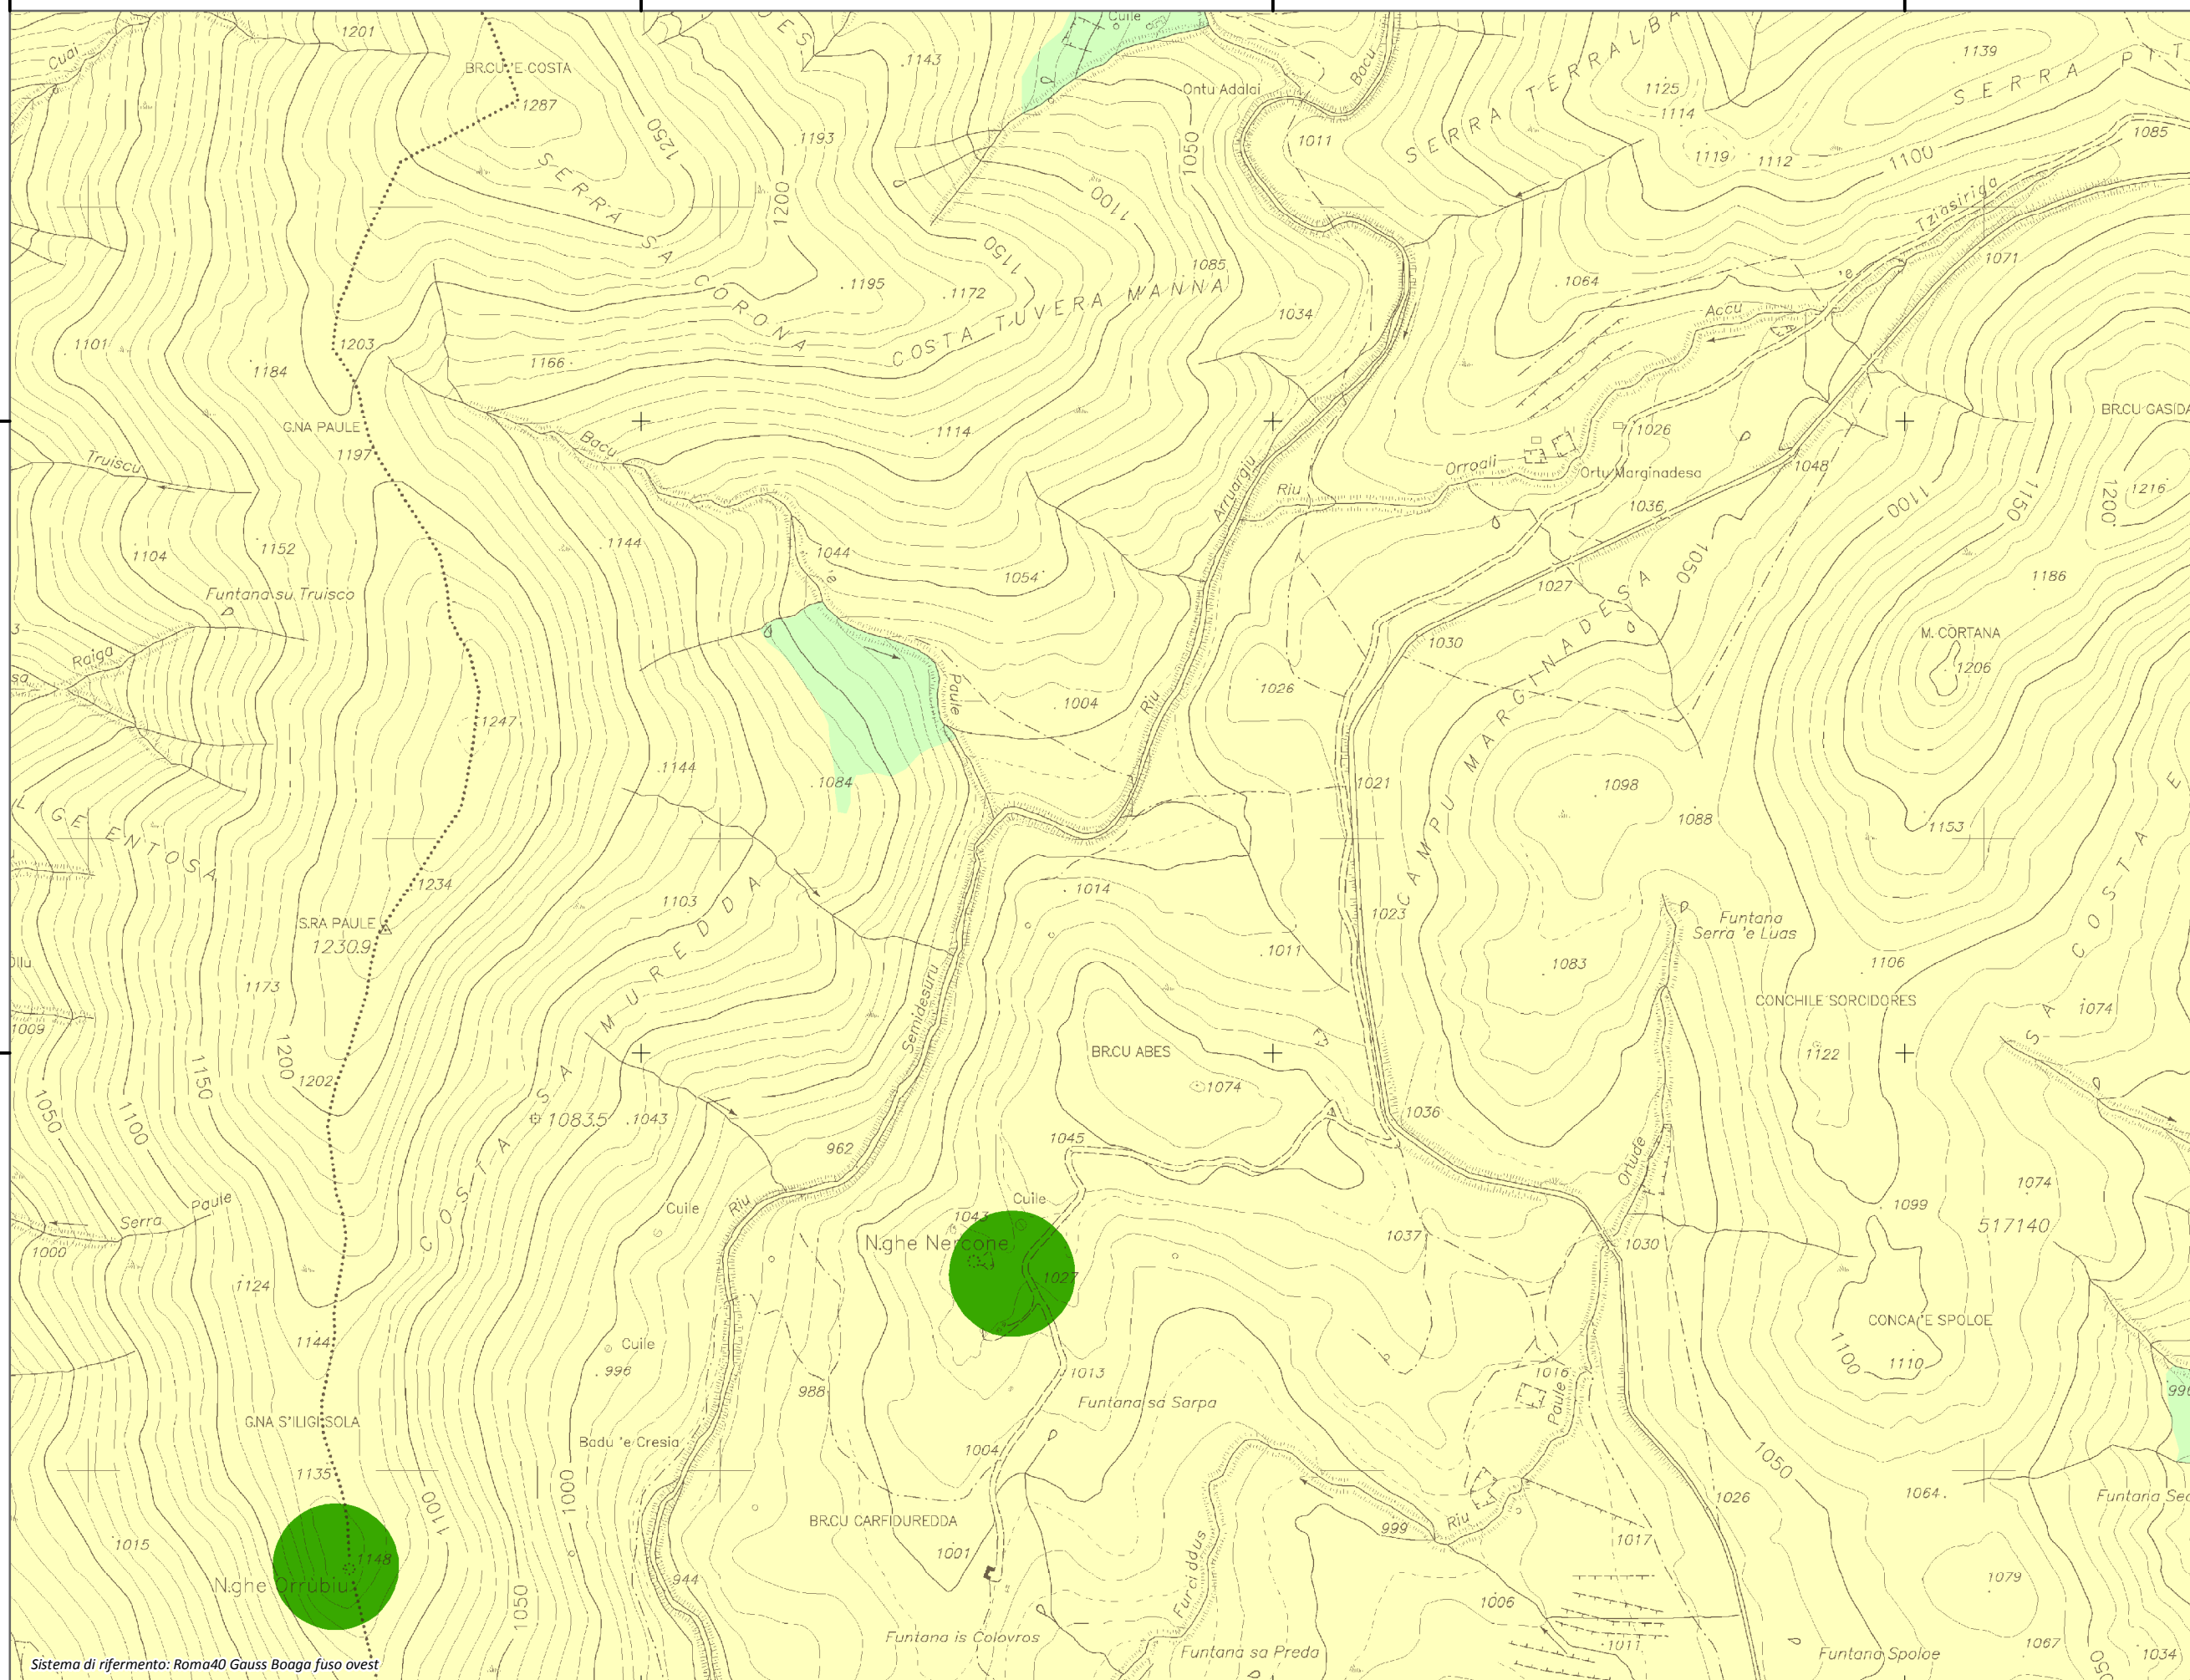 1201
Cuile
1143
1139
Cuai
BR.CU 'E COSTA
SERRA TERRALBA
SERRA PIT
1287
Ontu Adalai
Bacu
1125
1114
1250
1193
1011
1119
1112
1100
1085
1050
SERRA SA CORONA
1200
1100
1150
Tziasiriga
'e
1071
1085
1195
1172
1064
COSTA TUVERA MANNA
1034
Accu
1101
1203
1184
1166
BR.CU GASIDA
G.NA PAULE
1114
1026
Bacu
1197
Truiscu
Orroali
Ortu Marginadesa
1048
Arruargiu
Riu
1036
1100
1150
1200
1216
1104
1152
1144
1044
'e
1054
1050
1027
1186
Funtana su Truisco
3
1030
M. CORTANA
Raiga
1206
sa
Paule
1026
1004
Riu
CAMPU MARGINADESA
1247
1144
1084
1021
1098
1088
1153
LIGE ENTOSA
1234
1014
1103
1023
S.RA PAULE
1230.9
Funtana
Serra 'e Luas
1011
1083
1106
SA COSTA E
1173
Semidesuru
CONCHILE SORCIDORES
1074
1009
COSTA SA MUREDDA
1200
1150
BR.CU ABES
1122
1202
1074
1050
1100
1083.5
1043
1036
962
1045
Ortude
1074
Paule
Serra
Cuile
Riu
Cuile
1099
1043
517140
1000
N.ghe Nercone
1037
1030
1124
1027
1144
Cuile
CONCA 'E SPOLOE
1100
1110
996
988
1013
1016
Funtana sa Sarpa
Paule
G.NA S'ILIGI SOLA
Badu 'e Cresia
1004
1050
1135
1100
1000
1064
1026
BR.CU CARFIDUREDDA
999
Riu
1015
1148
1001
1017
N.ghe Orrubiu
944
Furciddus
1079
1050
1006
Funtana is Colovros
Funtana sa Preda
1011
Funtana Spoloe
1067
1034
Sistema di rifermento: Roma40 Gauss Boaga fuso ovest